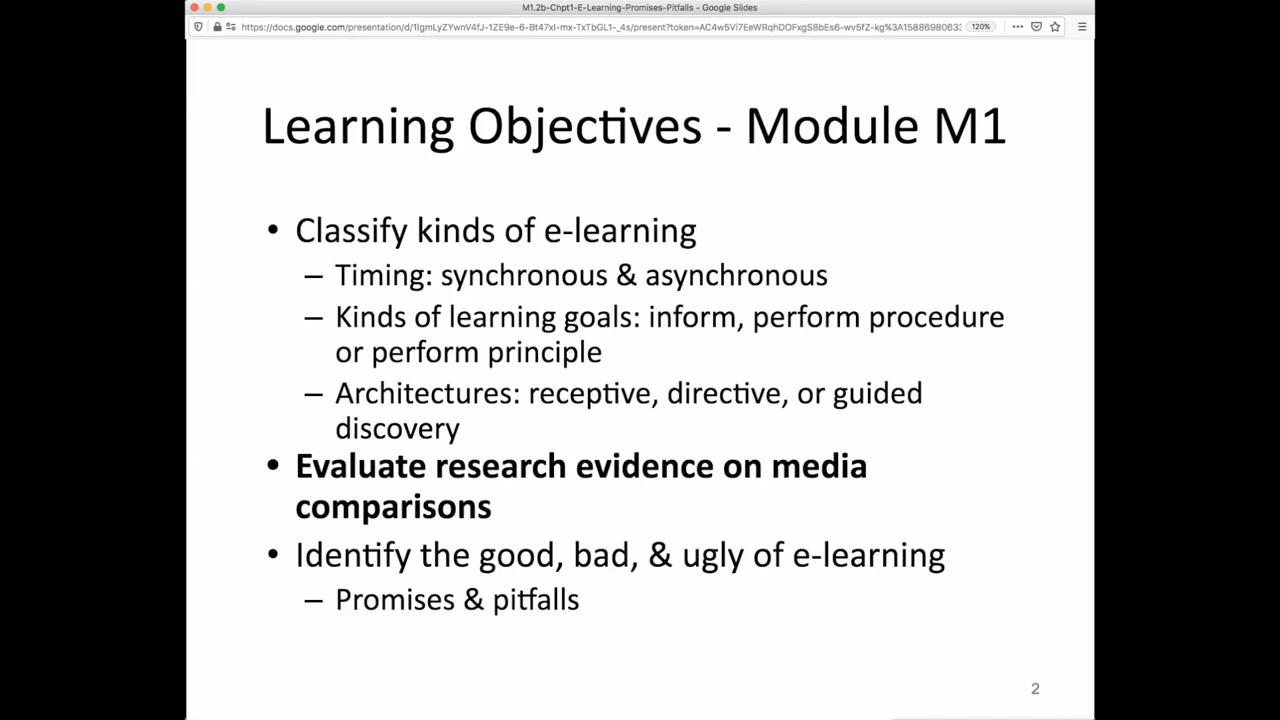 M1.2b-Chpt1-E-Learning-Promises-Pitfalls - Google Slides
120%
Learning Objectives - Module M1
• Classify kinds of e-learning
– Timing: synchronous & asynchronous
– Kinds of learning goals: inform, perform procedure
or perform principle
– Architectures: receptive, directive, or guided
discovery
• Evaluate research evidence on media
comparisons
• Identify the good, bad, & ugly of e-learning
– Promises & pitfalls
2